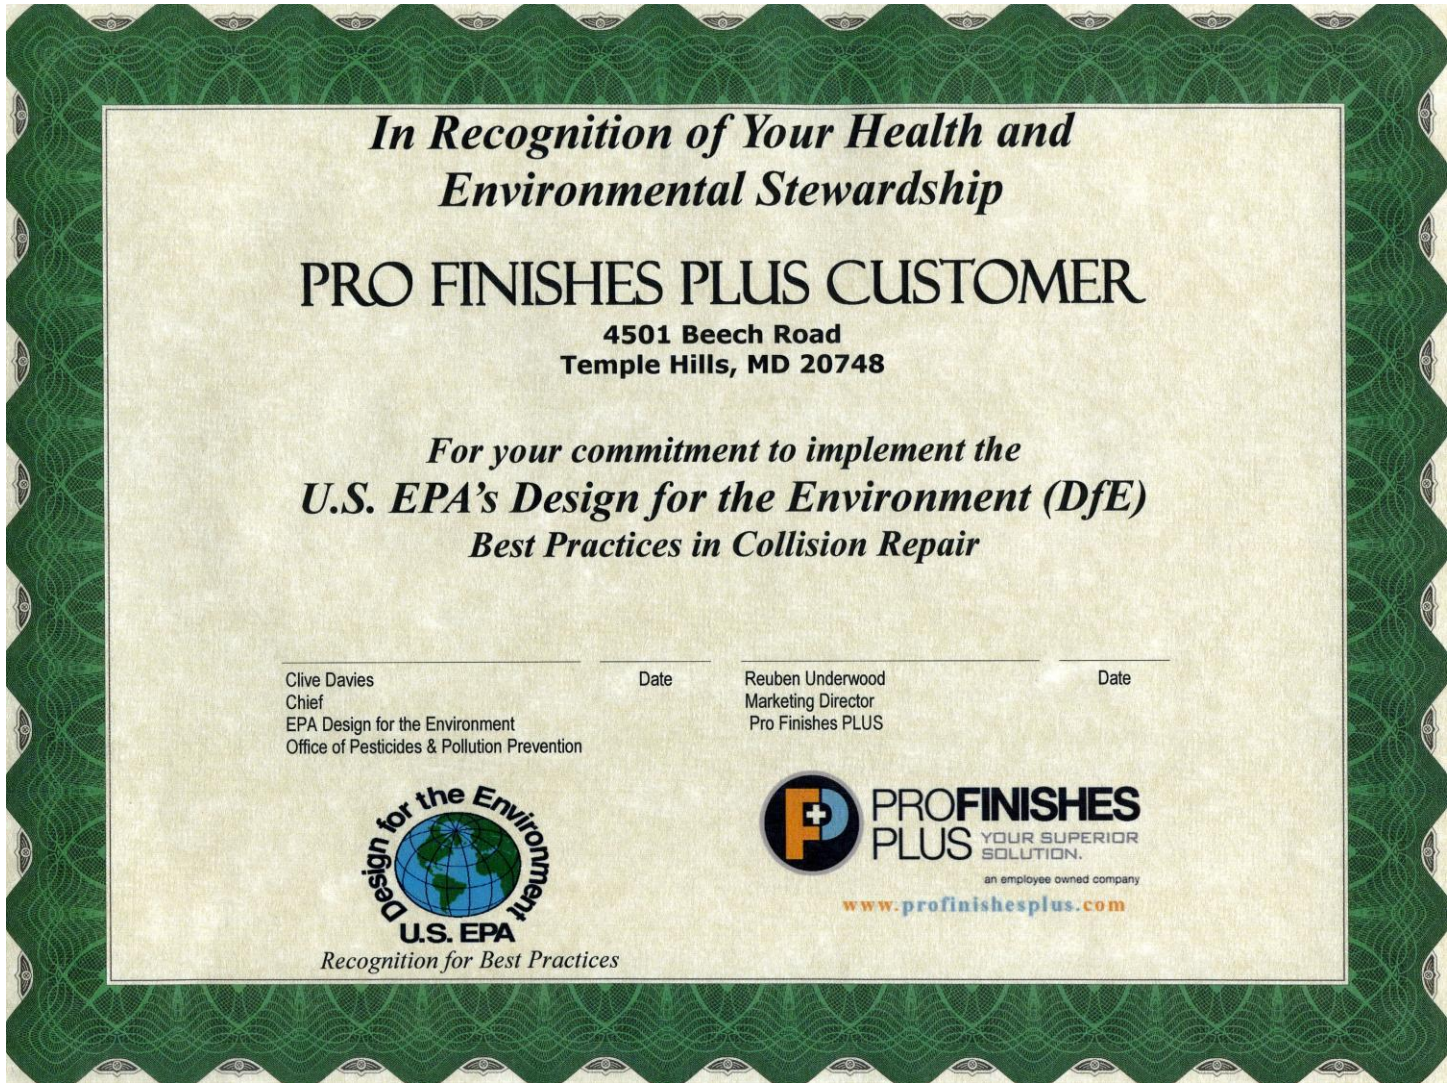 In Recognition of Your Health and
Environmental Stewardship
PRO FINISHES PLUS CUSTOMER
4501 Beech Road
Temple Hills, MD 20748
For your commitment to implement the
U.S. EPA's Design for the Environment (DfE)
Best Practices in Collision Repair
Clive Davies
Chief
EPA Design for the Environment
Office of Pesticides & Pollution Prevention
Date
Reuben Underwood
Marketing Director
Pro Finishes PLUS
Date
Design for the Environment
U.S. EPA
Recognition for Best Practices
FP
PROFINISHES
PLUS YOUR SUPERIOR
SOLUTION.
an employee owned company
www.profinishesplus.com